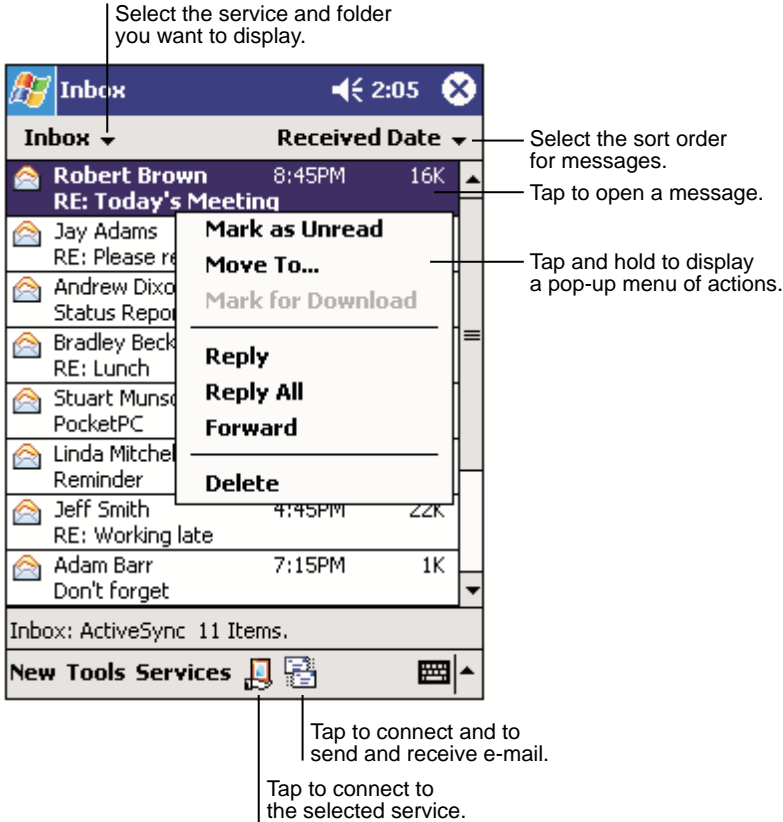 Select the service and folder
you want to display.
Inbox 2:05
Inbox Received Date
Select the sort order
for messages.
Robert Brown 8:45PM 16K
RE: Today's Meeting
Tap to open a message.
Jay Adams
RE: Please re
Andrew Dixo
Status Repor
Bradley Beck
RE: Lunch
Stuart Munso
PocketPC
Linda Mitchel
Reminder
Mark as Unread
Move To...
Mark for Download
Reply
Reply All
Forward
Delete
Tap and hold to display
a pop-up menu of actions.
Jeff Smith 4:45PM 22K
RE: Working late
Adam Barr 7:15PM 1K
Don't forget
Inbox: ActiveSync 11 Items.
New Tools Services
Tap to connect and to
send and receive e-mail.
Tap to connect to
the selected service.